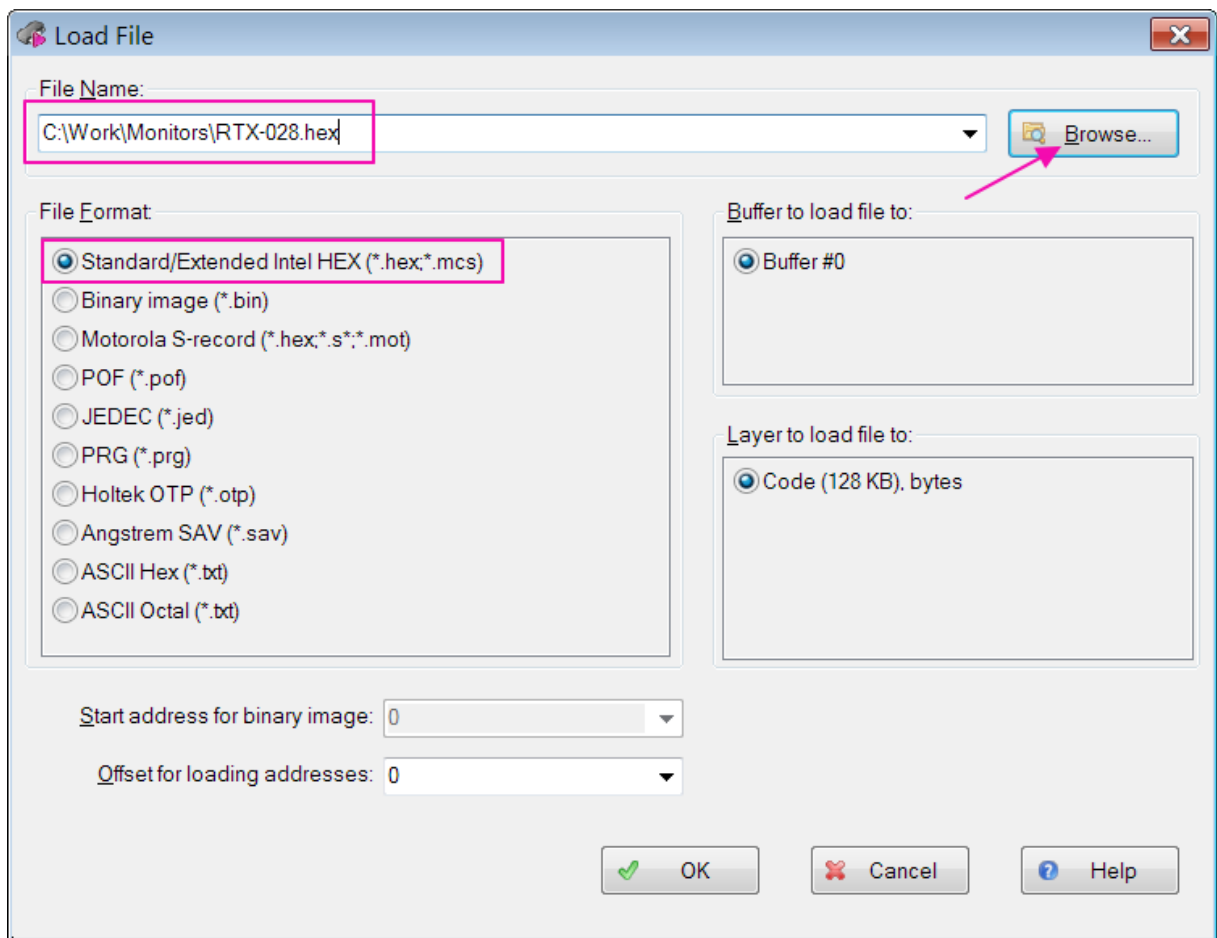 Load File
File Name:
C:\Work\Monitors\RTX-028.hex
Browse...
File Format:
Standard/Extended Intel HEX (*.hex;*.mcs)
Binary image (*.bin)
Motorola S-record (*.hex;*.s*;*.mot)
POF (*.pof)
JEDEC (*.jed)
PRG (*.prg)
Holtek OTP (*.otp)
Angstrem SAV (*.sav)
ASCII Hex (*.txt)
ASCII Octal (*.txt)
Buffer to load file to:
Buffer #0
Layer to load file to:
Code (128 KB), bytes
Start address for binary image: 0
Offset for loading addresses: 0
OK
Cancel
Help